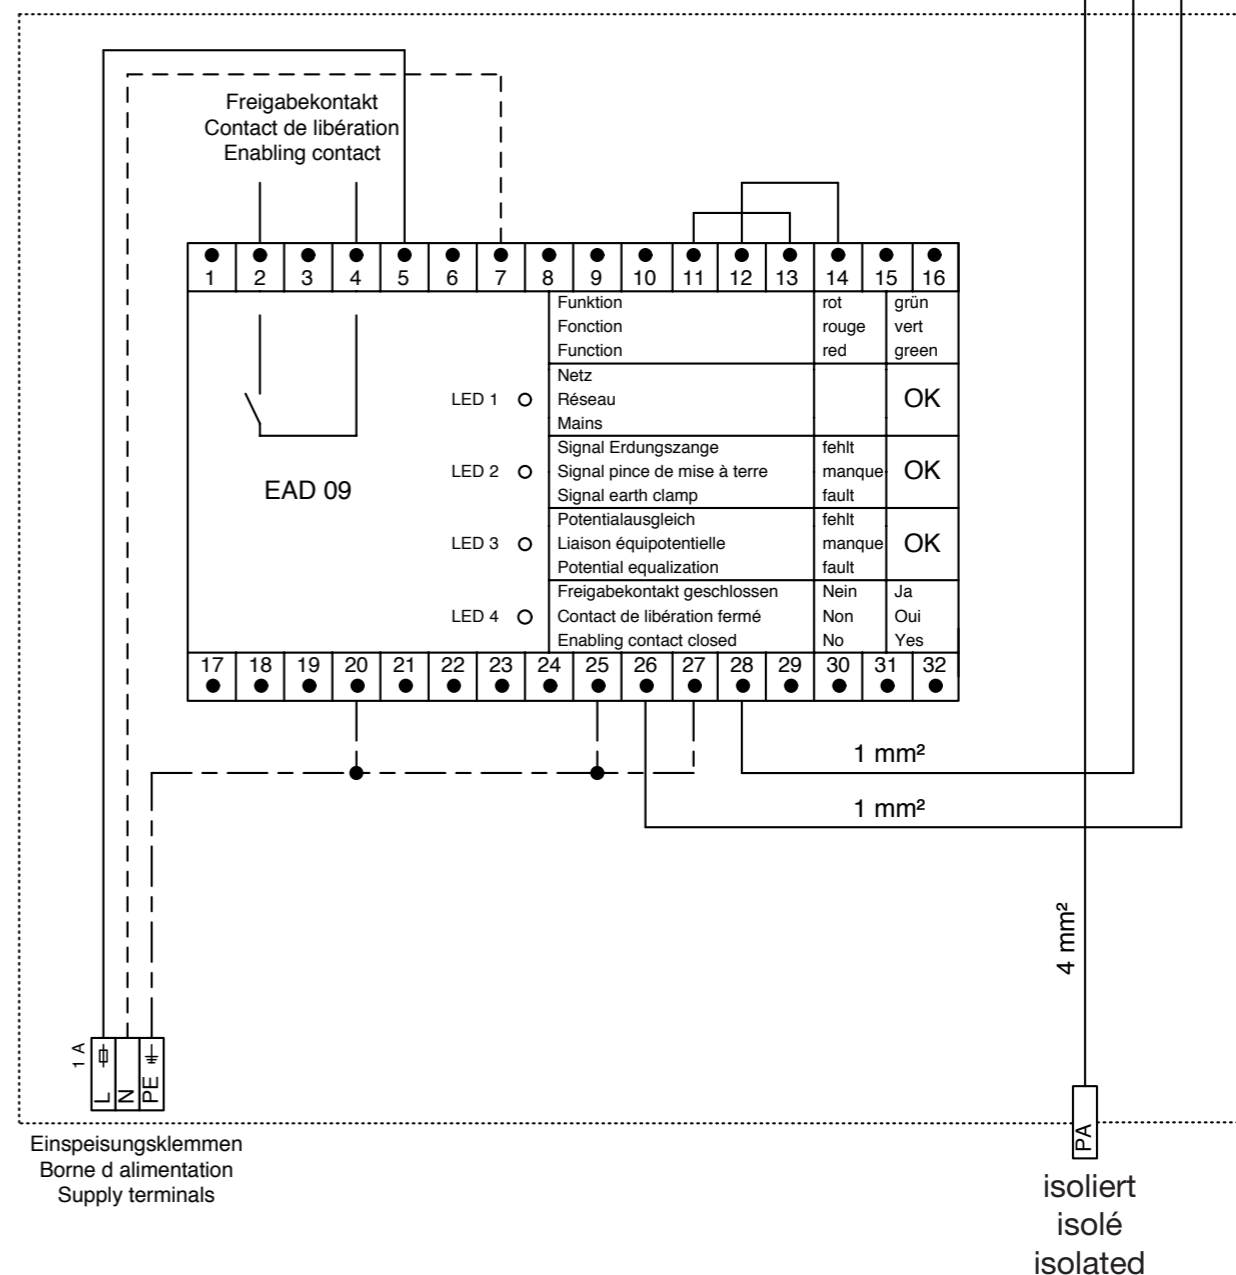 Freigabekontakt
Contact de libération
Enabling contact
1 2 3 4 5 6 7 8 9 10 11 12 13 14 15 16
Funktion rot grün
Fonction rouge vert
Function red green
Netz
LED 1 Réseau OK
Mains
Signal Erdungszange fehlt
LED 2 Signal pince de mise à terre manque OK
Signal earth clamp fault
EAD 09
Potentialausgleich fehlt
LED 3 Liaison équipotentielle manque OK
Potential equalization fault
Freigabekontakt geschlossen Nein Ja
LED 4 Contact de libération fermé Non Oui
Enabling contact closed No Yes
17 18 19 20 21 22 23 24 25 26 27 28 29 30 31 32
1 mm²
1 mm²
4 mm²
1 A
L
N
PE
PA
Einspeisungsklemmen
Borne d alimentation
Supply terminals
isoliert
isolé
isolated